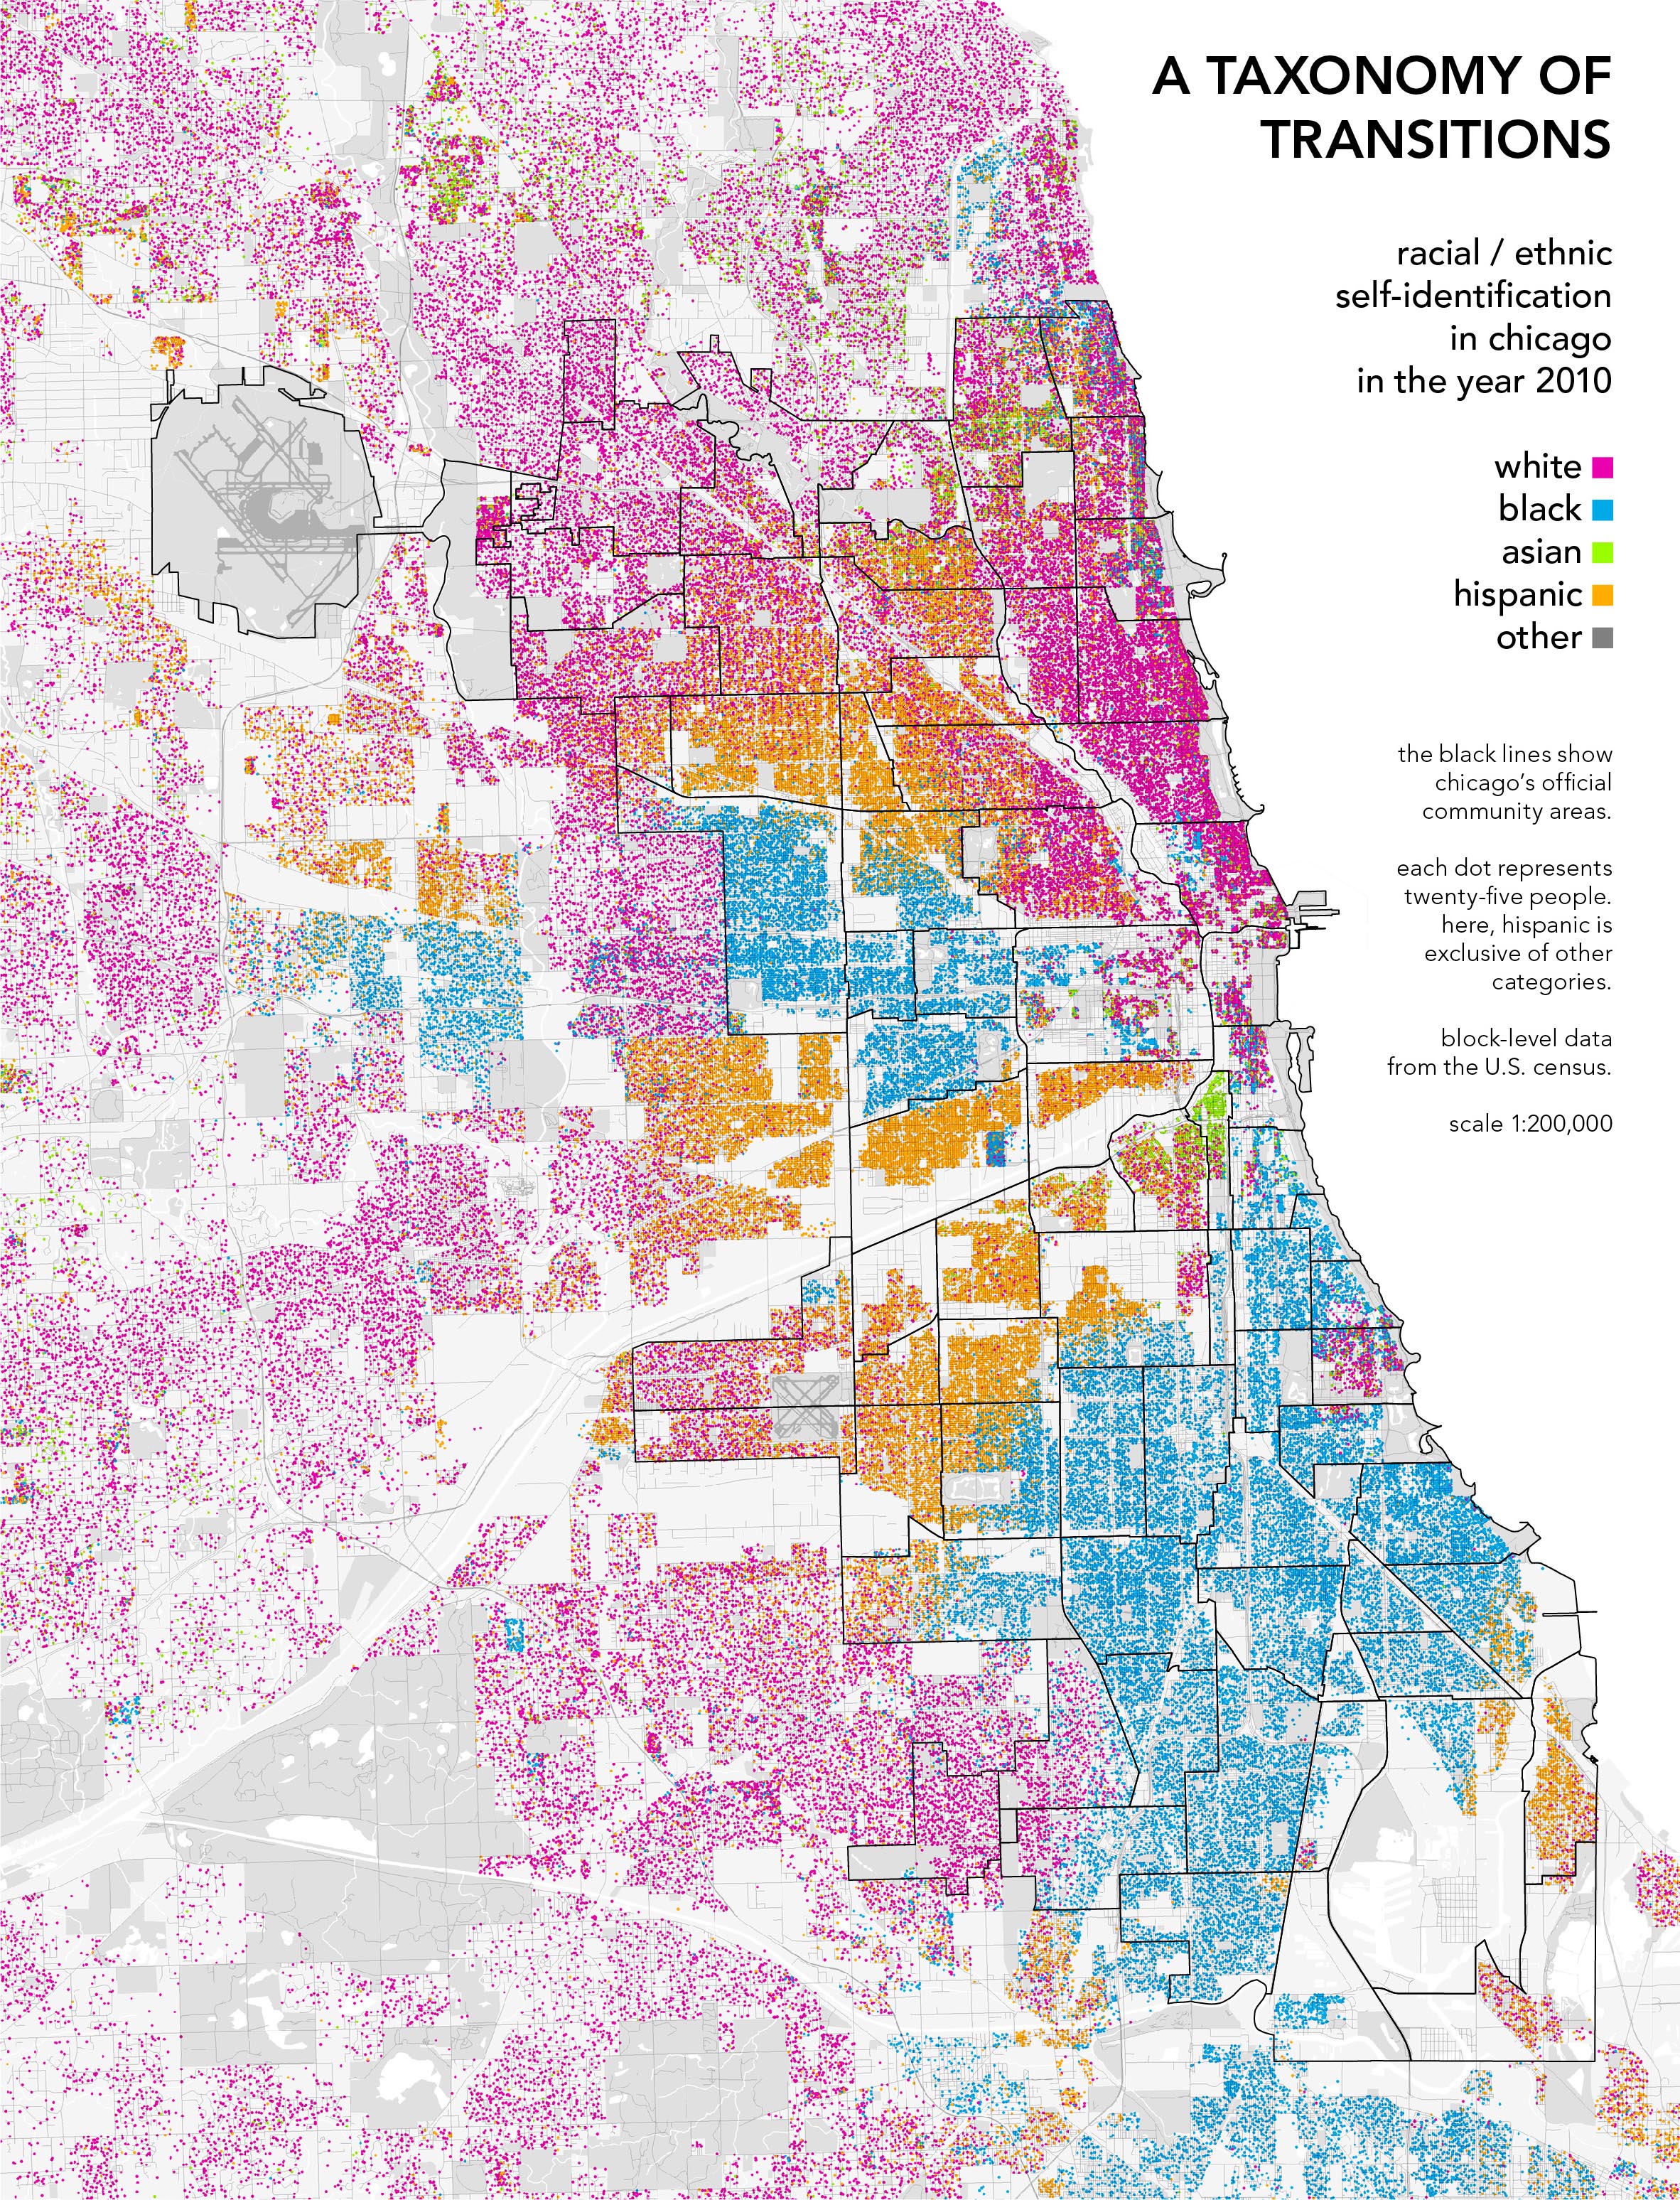 A TAXONOMY OF
TRANSITIONS
racial / ethnic
self-identification
in chicago
in the year 2010
white
black
asian
hispanic
other
the black lines show
chicago's official
community areas.
each dot represents
twenty-five people.
here, hispanic is
exclusive of other
categories.
block-level data
from the U.S. census.
scale 1:200,000